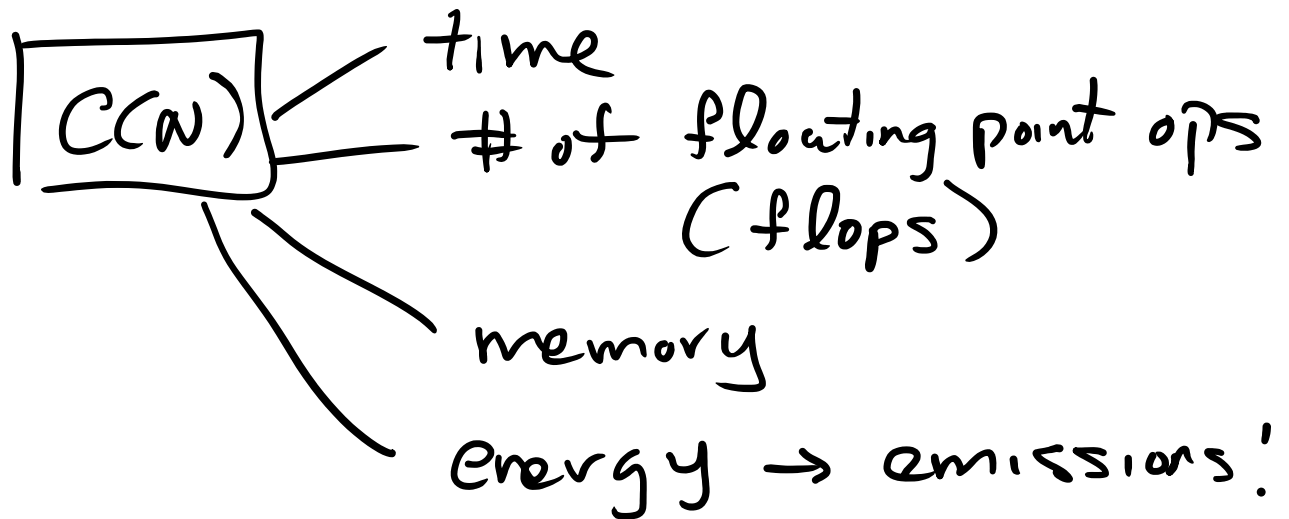 C(N)
time
# of floating point ops
(flops)
memory
energy → emissions!